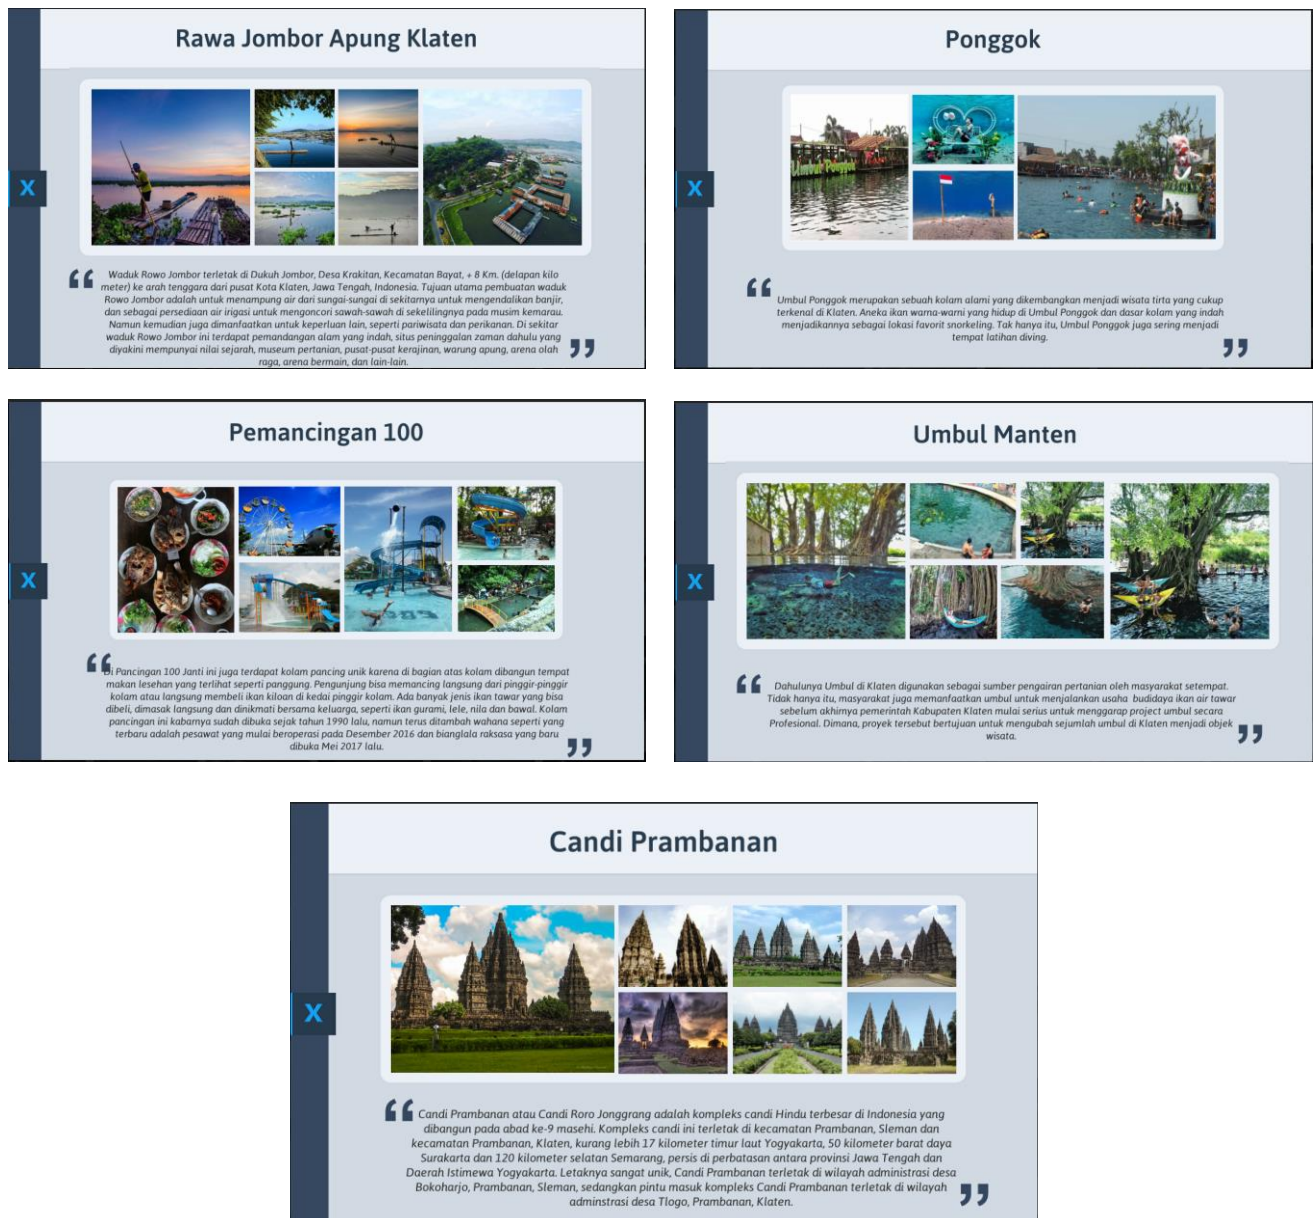 Rawa Jombor Apung Klaten
X
“
Waduk Rowo Jombor terletak di Dukuh Jombor, Desa Krakitan, Kecamatan Bayat, + 8 Km. (delapan kilo
meter) ke arah tenggara dari pusat Kota Klaten, Jawa Tengah, Indonesia. Tujuan utama pembuatan waduk
Rowo Jombor adalah untuk menampung air dari sungai-sungai di sekitarnya untuk mengendalikan banjir,
dan sebagai persediaan air irigasi untuk mengoncori sawah-sawah di sekelilingnya pada musim kemarau.
Namun kemudian juga dimanfaatkan untuk keperluan lain, seperti pariwisata dan perikanan. Di sekitar
waduk Rowo Jombor ini terdapat pemandangan alam yang indah, situs peninggalan zaman dahulu yang
diyakini mempunyai nilai sejarah, museum pertanian, pusat-pusat kerajinan, warung apung, arena olah
raga, arena bermain, dan lain-lain.
”
Ponggok
Umbul Ponggok
X
“
Umbul Ponggok merupakan sebuah kolam alami yang dikembangkan menjadi wisata tirta yang cukup
terkenal di Klaten. Aneka ikan warna-warni yang hidup di Umbul Ponggok dan dasar kolam yang indah
menjadikannya sebagai lokasi favorit snorkeling. Tak hanya itu, Umbul Ponggok juga sering menjadi
tempat latihan diving.
”
Pemancingan 100
X
“
Di Pancingan 100 Janti ini juga terdapat kolam pancing unik karena di bagian atas kolam dibangun tempat
makan lesehan yang terlihat seperti panggung. Pengunjung bisa memancing langsung dari pinggir-pinggir
kolam atau langsung membeli ikan kiloan di kedai pinggir kolam. Ada banyak jenis ikan tawar yang bisa
dibeli, dimasak langsung dan dinikmati bersama keluarga, seperti ikan gurami, lele, nila dan bawal. Kolam
pancingan ini kabarnya sudah dibuka sejak tahun 1990 lalu, namun terus ditambah wahana seperti yang
terbaru adalah pesawat yang mulai beroperasi pada Desember 2016 dan bianglala raksasa yang baru
dibuka Mei 2017 lalu.
”
Umbul Manten
X
“
Dahulunya Umbul di Klaten digunakan sebagai sumber pengairan pertanian oleh masyarakat setempat.
Tidak hanya itu, masyarakat juga memanfaatkan umbul untuk menjalankan usaha budidaya ikan air tawar
sebelum akhirnya pemerintah Kabupaten Klaten mulai serius untuk menggarap project umbul secara
Profesional. Dimana, proyek tersebut bertujuan untuk mengubah sejumlah umbul di Klaten menjadi objek
wisata.
”
Candi Prambanan
X
“
Candi Prambanan atau Candi Roro Jonggrang adalah kompleks candi Hindu terbesar di Indonesia yang
dibangun pada abad ke-9 masehi. Kompleks candi ini terletak di kecamatan Prambanan, Sleman dan
kecamatan Prambanan, Klaten, kurang lebih 17 kilometer timur laut Yogyakarta, 50 kilometer barat daya
Surakarta dan 120 kilometer selatan Semarang, persis di perbatasan antara provinsi Jawa Tengah dan
Daerah Istimewa Yogyakarta. Letaknya sangat unik, Candi Prambanan terletak di wilayah administrasi desa
Bokoharjo, Prambanan, Sleman, sedangkan pintu masuk kompleks Candi Prambanan terletak di wilayah
adminstrasi desa Tlogo, Prambanan, Klaten.
”